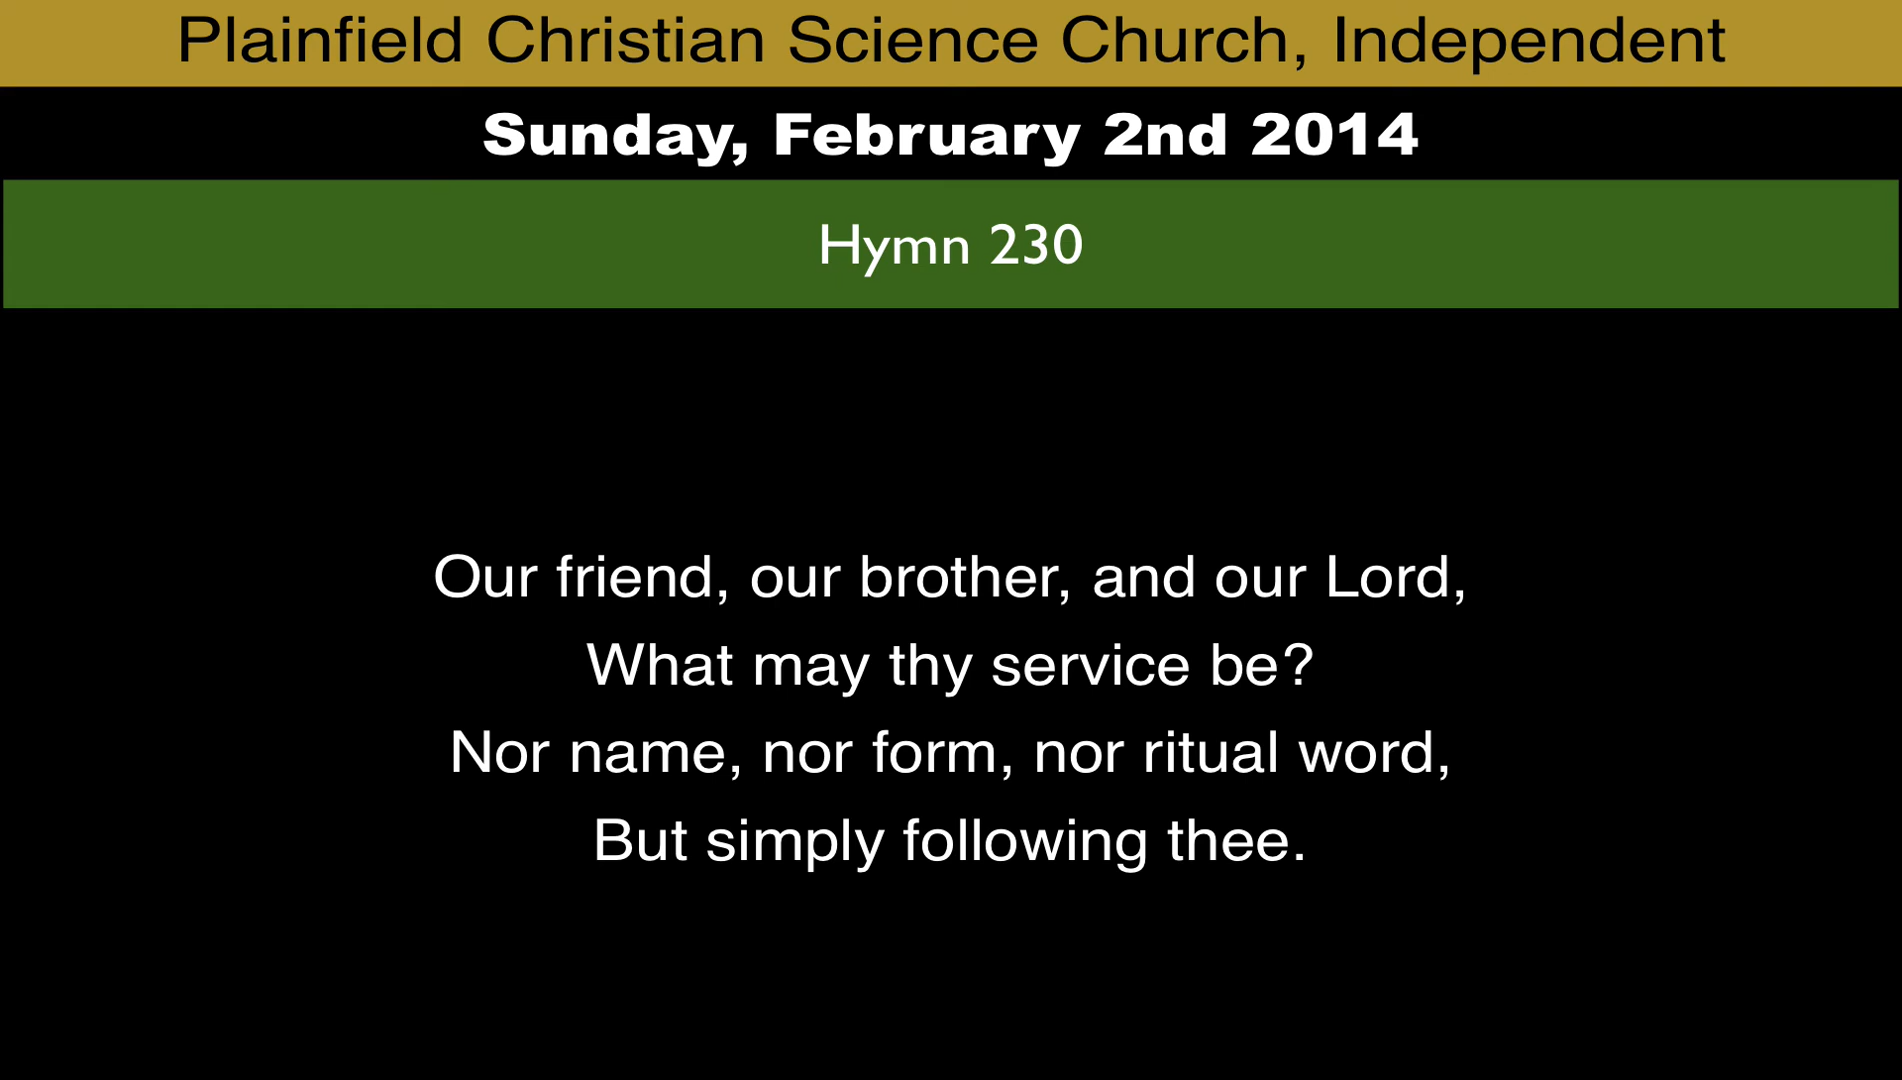 Plainfield Christian Science Church, Independent
Sunday, February 2nd 2014
Hymn 230
Our friend, our brother, and our Lord,
What may thy service be?
Nor name, nor form, nor ritual word,
But simply following thee.